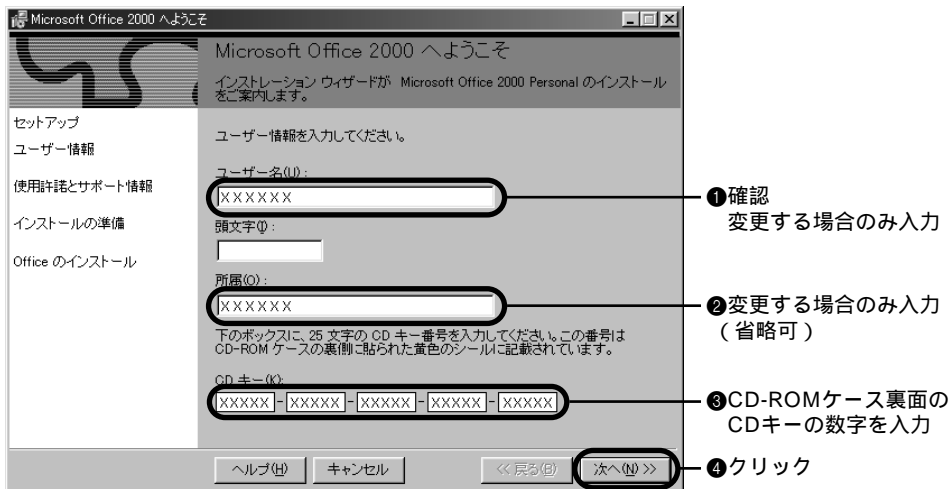 Microsoft Office 2000 へようこそ
Microsoft Office 2000 へようこそ
インストレーション ウィザードが Microsoft Office 2000 Personal のインストール
をご案内します。
セットアップ
ユーザー情報
使用許諾とサポート情報
インストールの準備
Office のインストール
ユーザー情報を入力してください。
ユーザー名(U):
XXXXXX
頭文字(I):
所属(O):
XXXXXX
下のボックスに、25 文字の CD キー番号を入力してください。この番号は
CD-ROM ケースの裏側に貼られた黄色のシールに記載されています。
CD キー(K):
XXXXX-XXXXX-XXXXX-XXXXX-XXXXX
ヘルプ(H) キャンセル << 戻る(B) 次へ(N) >>
❶確認
変更する場合のみ入力
❷変更する場合のみ入力
(省略可)
❸CD-ROMケース裏面の
CDキーの数字を入力
❹クリック